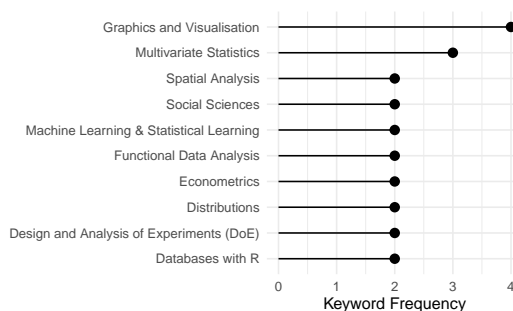 Graphics and Visualisation
Multivariate Statistics
Spatial Analysis
Social Sciences
Machine Learning & Statistical Learning
Functional Data Analysis
Econometrics
Distributions
Design and Analysis of Experiments (DoE)
Databases with R
0 1 2 3 4
Keyword Frequency